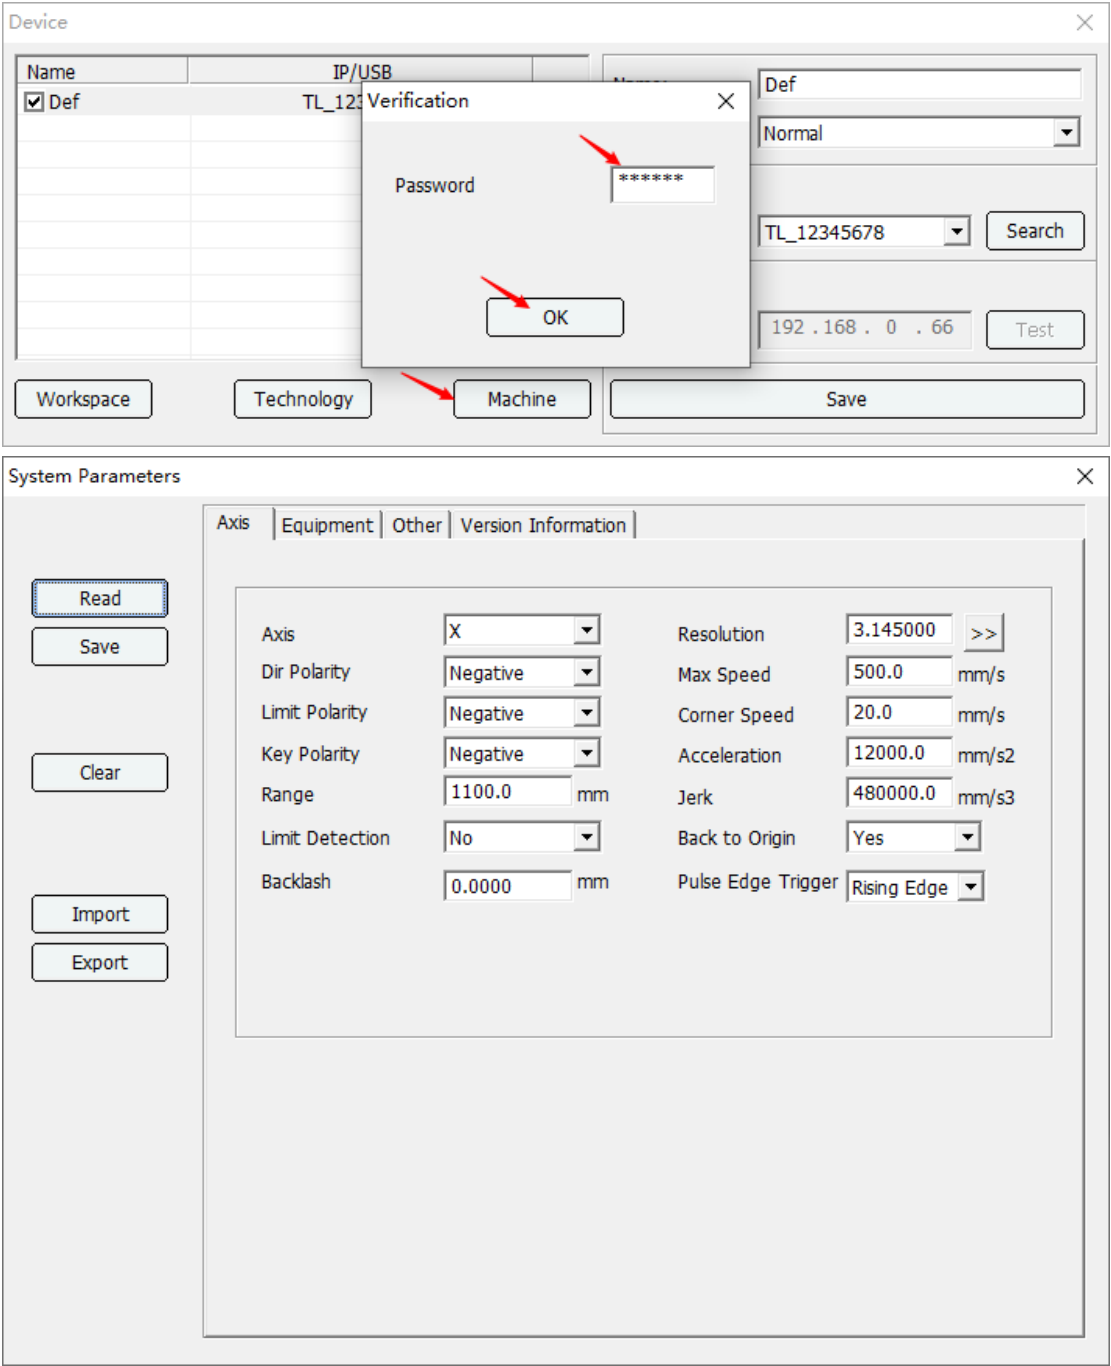 Device
Name IP/USB
Def TL_123
Def
Normal
Verification
Password ******
OK
TL_12345678 Search
192 . 168 . 0 . 66 Test
Workspace Technology Machine Save
System Parameters
Axis Equipment Other Version Information
Read
Save
Clear
Import
Export
Axis X Resolution 3.145000 >>
Dir Polarity Negative Max Speed 500.0 mm/s
Limit Polarity Negative Corner Speed 20.0 mm/s
Key Polarity Negative Acceleration 12000.0 mm/s2
Range 1100.0 mm Jerk 480000.0 mm/s3
Limit Detection No Back to Origin Yes
Backlash 0.0000 mm Pulse Edge Trigger Rising Edge